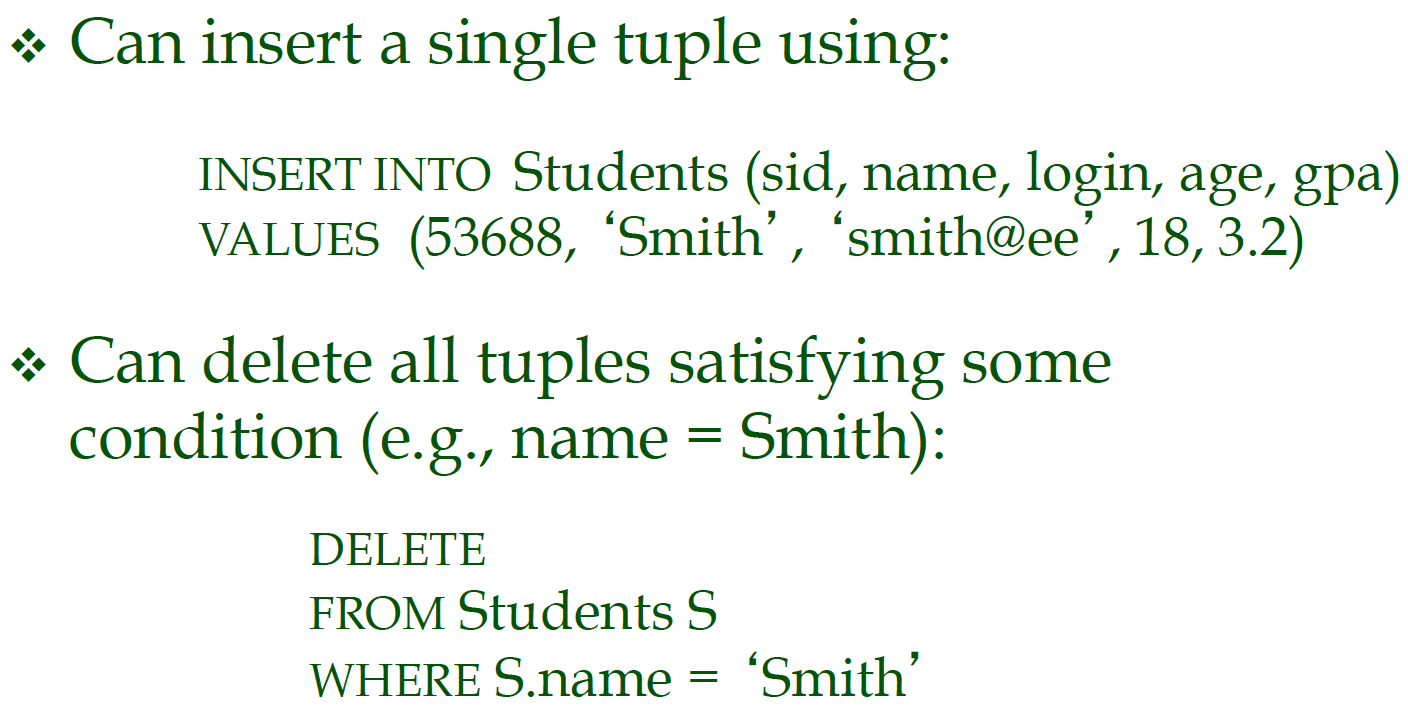 ❖ Can insert a single tuple using:
INSERT INTO Students (sid, name, login, age, gpa)
VALUES (53688, ‘Smith’, ‘smith@ee’, 18, 3.2)
❖ Can delete all tuples satisfying some
condition (e.g., name = Smith):
DELETE
FROM Students S
WHERE S.name = ‘Smith’